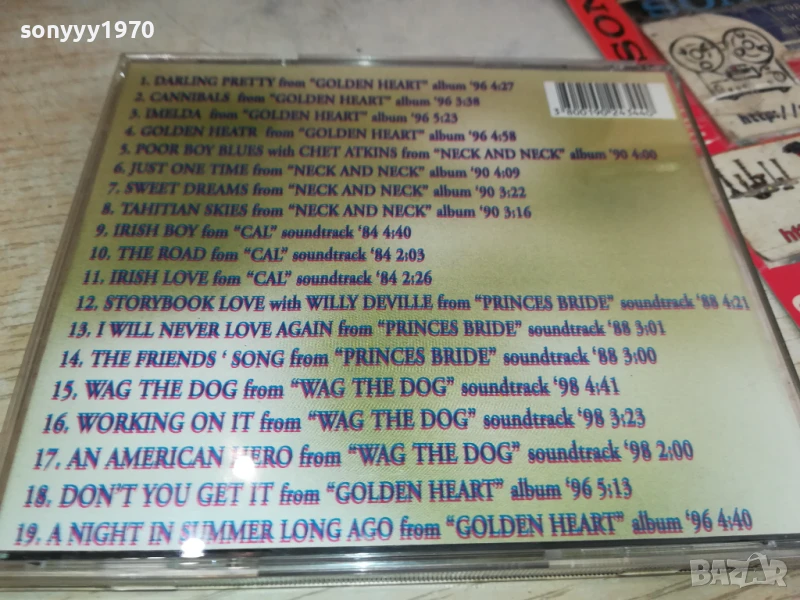 sonyyy1970
SONY
http://
1. DARLING PRETTY from "GOLDEN HEART" album '96 4:27
2. CANNIBALS from "GOLDEN HEART" album '96 3:38
3. IMELDA from "GOLDEN HEART" album '96 5:23
4. GOLDEN HEATR from "GOLDEN HEART" album '96 4:58
5. POOR BOY BLUES with CHET ATKINS from "NECK AND NECK" album '90 4:00
6. JUST ONE TIME from "NECK AND NECK" album '90 4:09
7. SWEET DREAMS from "NECK AND NECK" album '90 3:22
8. TAHITIAN SKIES from "NECK AND NECK" album '90 3:16
9. IRISH BOY fom "CAL" soundtrack '84 4:40
10. THE ROAD fom "CAL" soundtrack '84 2:03
11. IRISH LOVE fom "CAL" soundtrack '84 2:26
12. STORYBOOK LOVE with WILLY DEVILLE from "PRINCES BRIDE" soundtrack '88 4:21
13. I WILL NEVER LOVE AGAIN from "PRINCES BRIDE" soundtrack '88 3:01
14. THE FRIENDS ' SONG from "PRINCES BRIDE" soundtrack '88 3:00
15. WAG THE DOG from "WAG THE DOG" soundtrack '98 4:41
16. WORKING ON IT from "WAG THE DOG" soundtrack '98 3:23
17. AN AMERICAN HERO from "WAG THE DOG" soundtrack '98 2:00
18. DON'T YOU GET IT from "GOLDEN HEART" album '96 5:13
19. A NIGHT IN SUMMER LONG AGO from "GOLDEN HEART" album '96 4:40
3 800190 243440
BAZAR